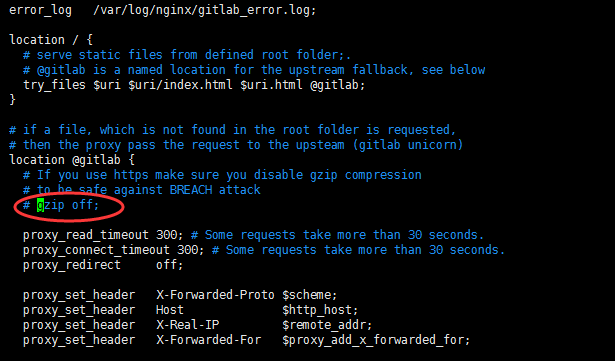 error_log   /var/log/nginx/gitlab_error.log;
location / {
# serve static files from defined root folder;.
# @gitlab is a named location for the upstream fallback, see below
try_files $uri $uri/index.html $uri.html @gitlab;
}
# if a file, which is not found in the root folder is requested,
# then the proxy pass the request to the upsteam (gitlab unicorn)
location @gitlab {
# If you use https make sure you disable gzip compression
# to be safe against BREACH attack
# gzip off;
proxy_read_timeout 300; # Some requests take more than 30 seconds.
proxy_connect_timeout 300; # Some requests take more than 30 seconds.
proxy_redirect     off;
proxy_set_header   X-Forwarded-Proto $scheme;
proxy_set_header   Host              $http_host;
proxy_set_header   X-Real-IP         $remote_addr;
proxy_set_header   X-Forwarded-For   $proxy_add_x_forwarded_for;